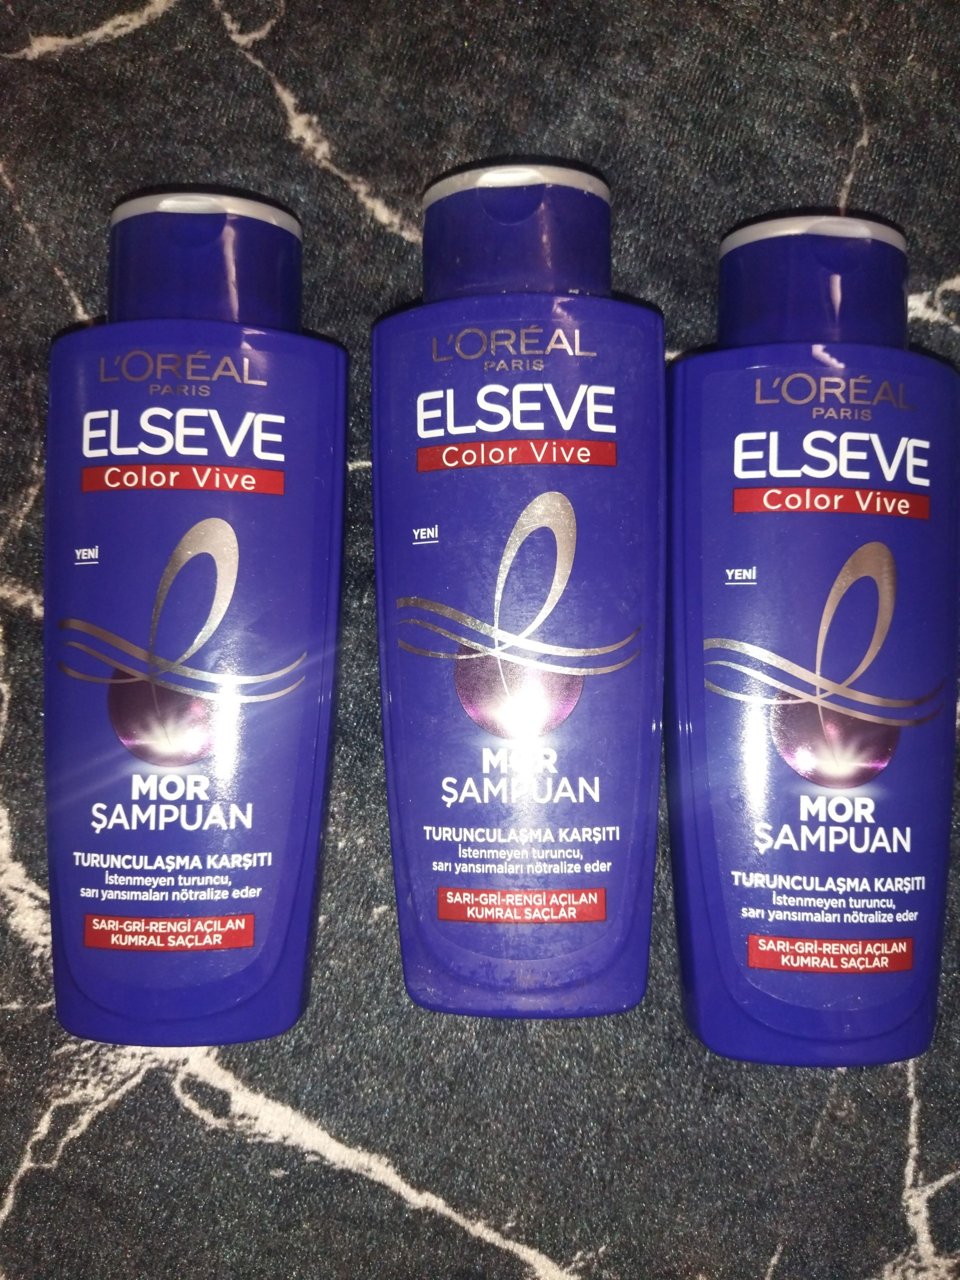 L'ORÉAL
PARIS
ELSEVE
Color Vive
YENİ
MOR
ŞAMPUAN
TURUNCULAŞMA KARŞITI
İstenmeyen turuncu,
sarı yansımaları nötralize eder
SARI-GRİ-RENGİ AÇILAN
KUMRAL SAÇLAR
L'ORÉAL
PARIS
ELSEVE
Color Vive
YENİ
MOR
ŞAMPUAN
TURUNCULAŞMA KARŞITI
İstenmeyen turuncu,
sarı yansımaları nötralize eder
SARI-GRİ-RENGİ AÇILAN
KUMRAL SAÇLAR
L'ORÉAL
PARIS
ELSEVE
Color Vive
YENİ
MOR
ŞAMPUAN
TURUNCULAŞMA KARŞITI
İstenmeyen turuncu,
sarı yansımaları nötralize eder
SARI-GRİ-RENGİ AÇILAN
KUMRAL SAÇLAR